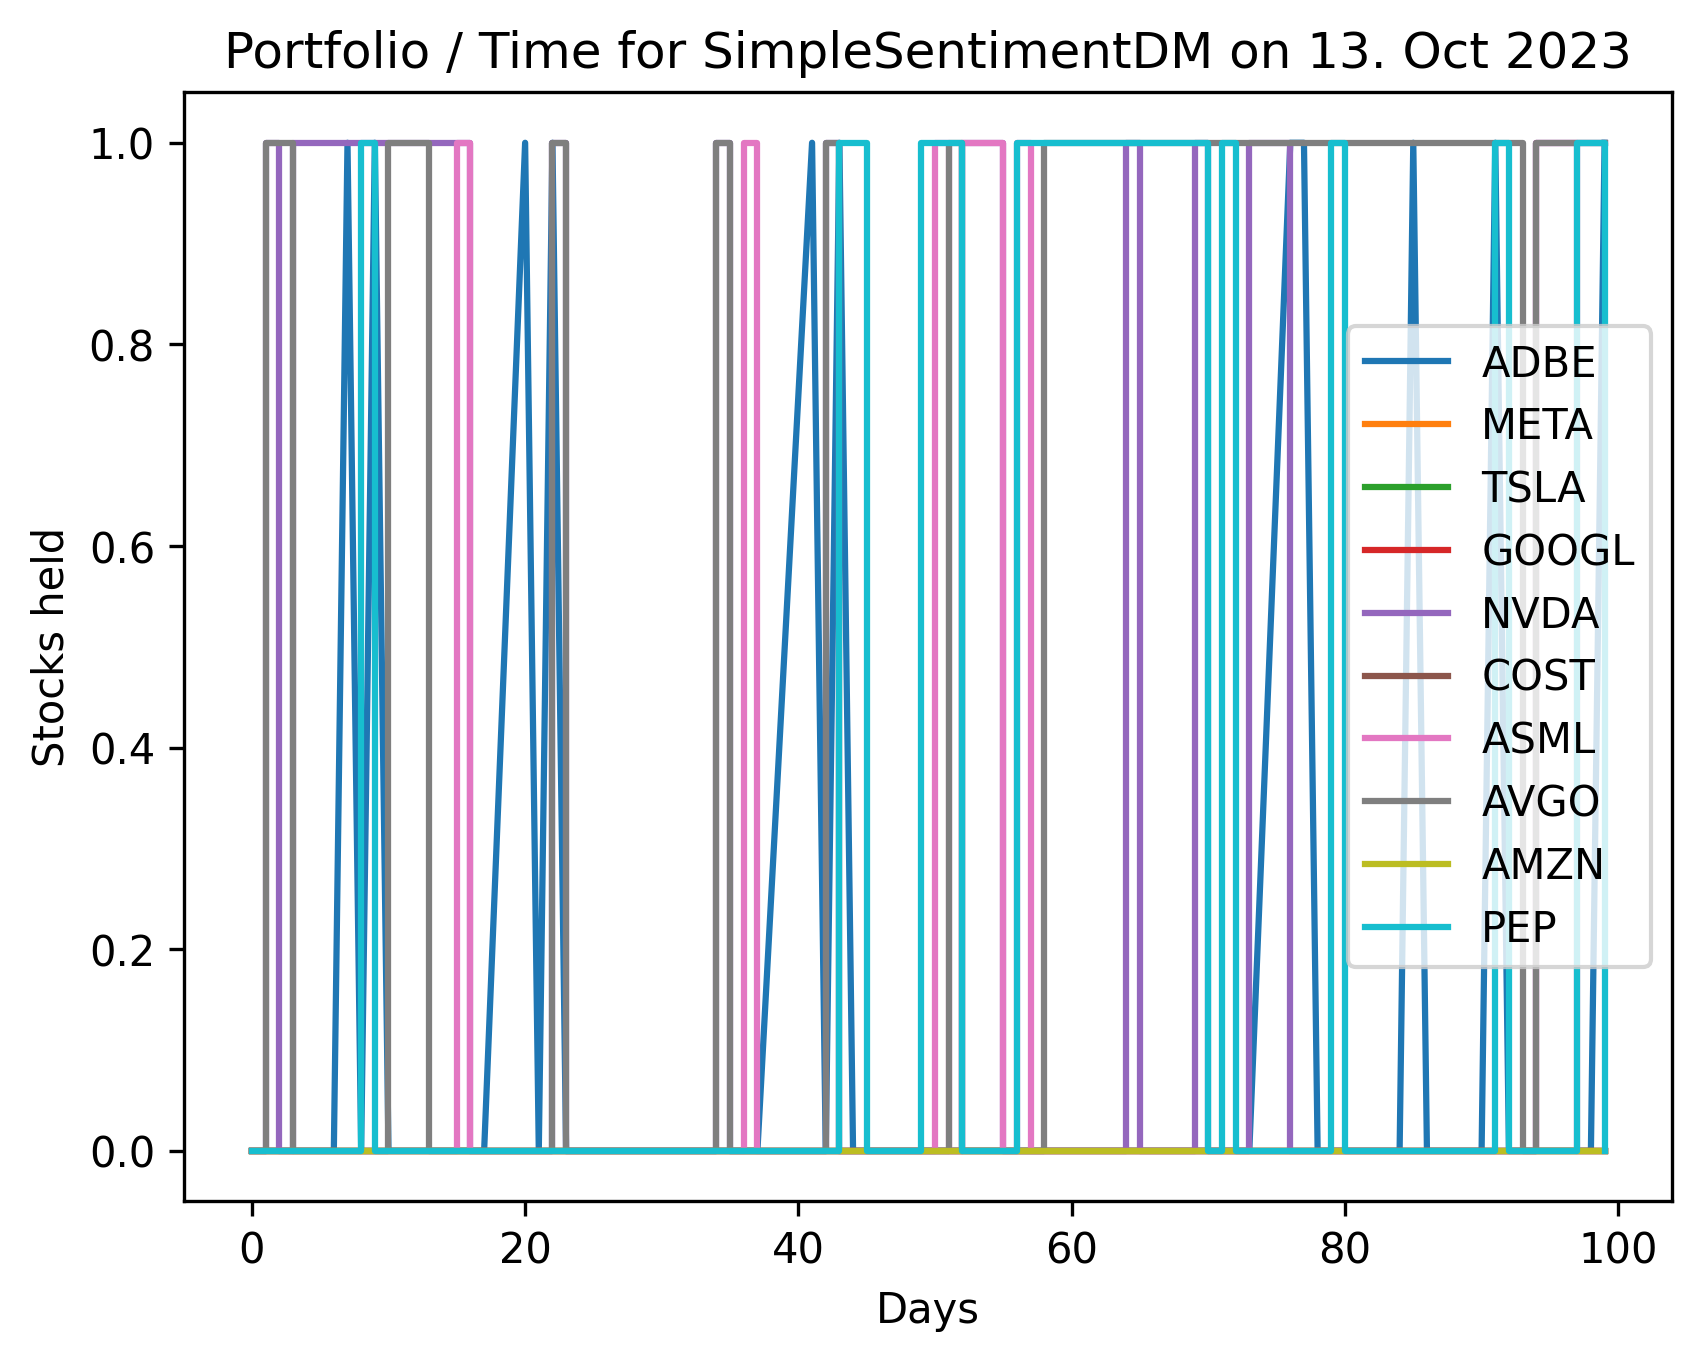 Portfolio / Time for SimpleSentimentDM on 13. Oct 2023
1.0
0.8
0.6
0.4
0.2
0.0
Stocks held
ADBE
META
TSLA
GOOGL
NVDA
COST
ASML
AVGO
AMZN
PEP
0 20 40 60 80 100
Days